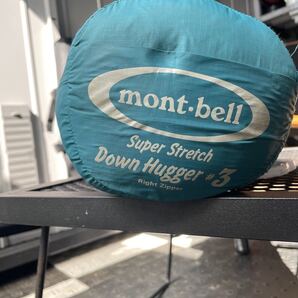 mont-bell
Super Stretch
Down Hugger #3
Right Zipper